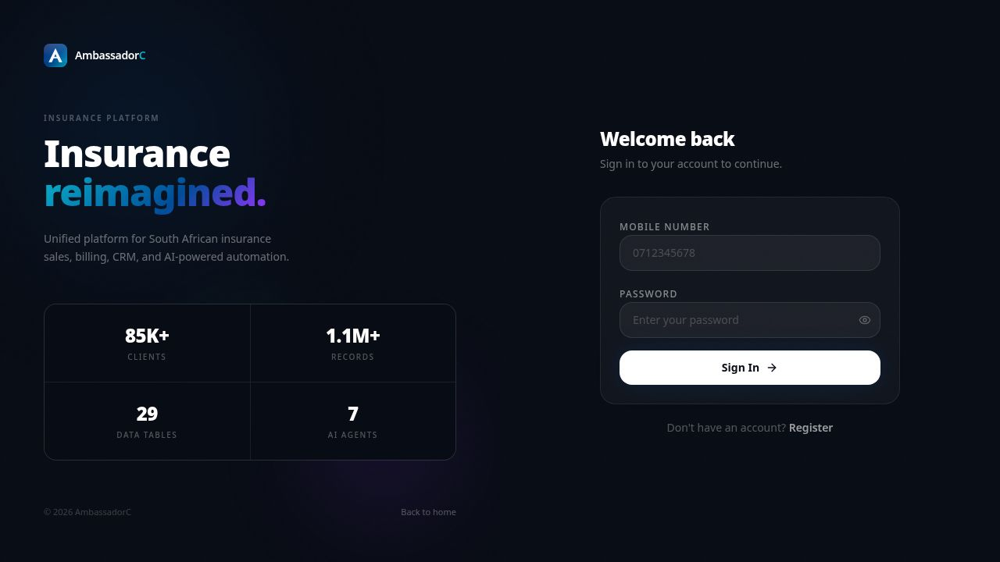 AmbassadorC
INSURANCE PLATFORM
Insurance
reimagined.
Unified platform for South African insurance
sales, billing, CRM, and AI-powered automation.
85K+
CLIENTS
1.1M+
RECORDS
29
DATA TABLES
7
AI AGENTS
© 2026 AmbassadorC
Back to home
Welcome back
Sign in to your account to continue.
MOBILE NUMBER
0712345678
PASSWORD
Enter your password
Sign In →
Don't have an account? Register